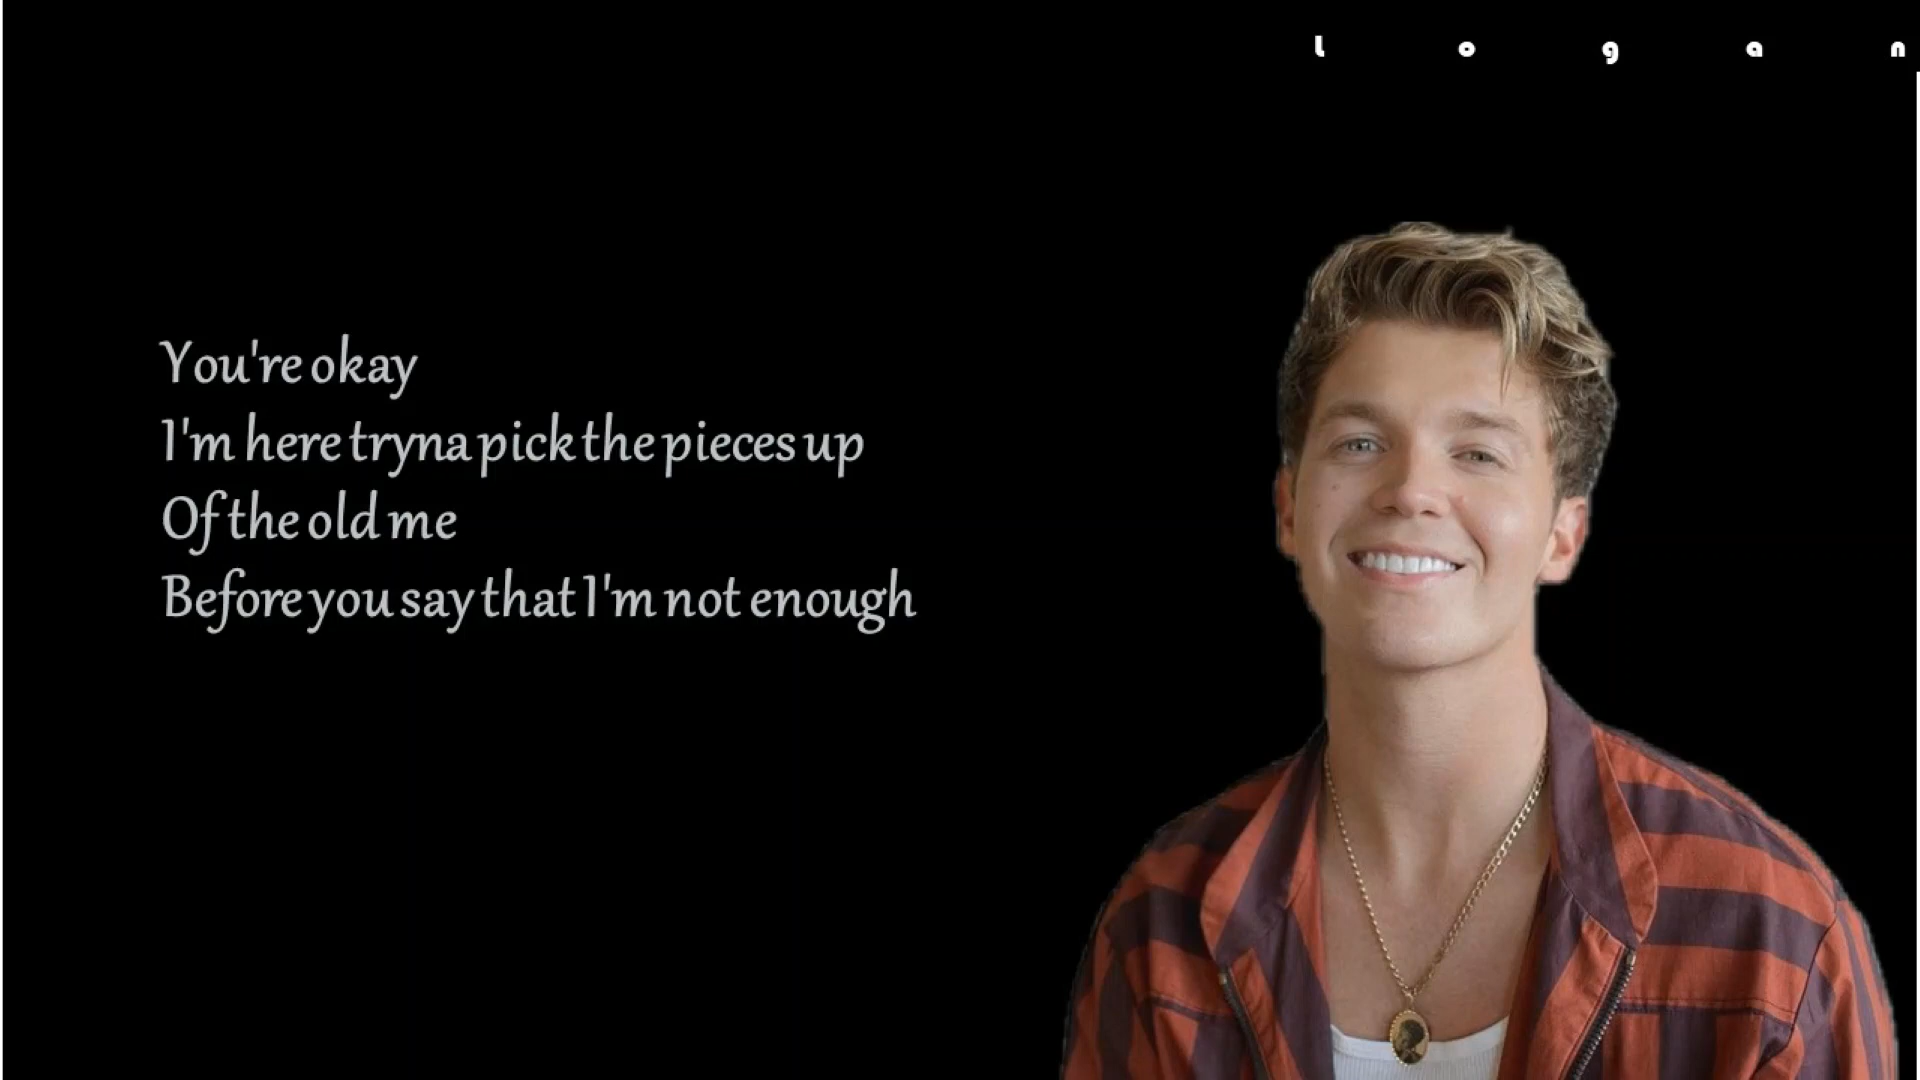 logan
You're okay
I'm here tryna pick the pieces up
Of the old me
Before you say that I'm not enough